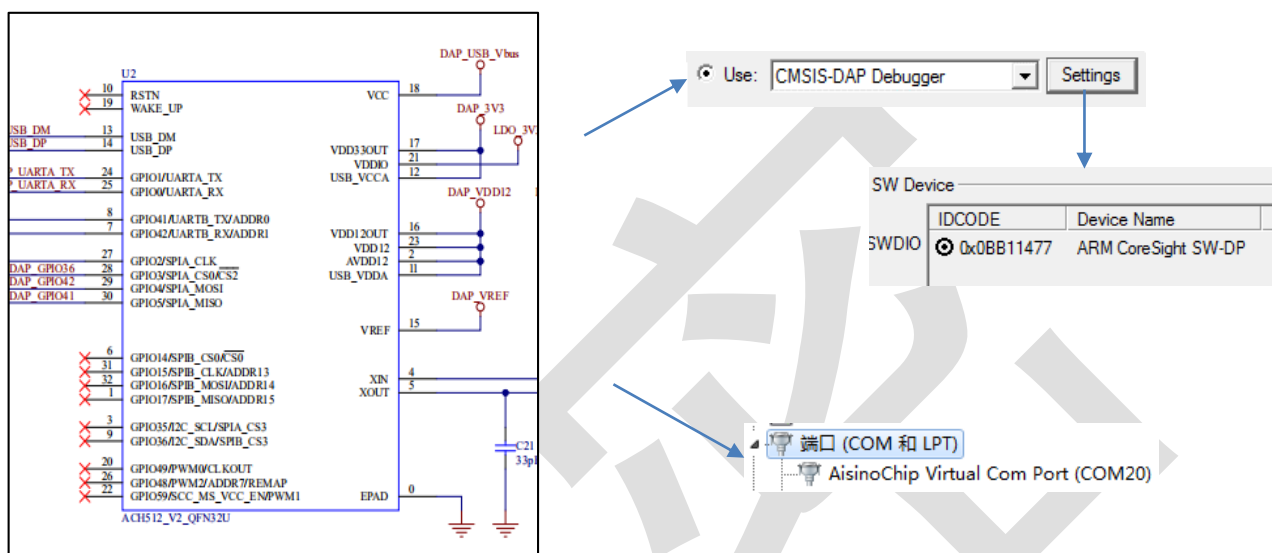 DAP_USB_Vbus
U2
10 RSTN
19 WAKE_UP
VCC 18
DAP_3V3
LDO_3V
USB_DM 13 USB_DM
USB_DP 14 USB_DP
VDD33OUT 17
VDDIO 21
USB_VCCA 12
UARTA TX 24 GPIO1/UARTA_TX
UARTA RX 25 GPIO0/UARTA_RX
DAP_VDD12
8 GPIO41/UARTB_TX/ADDR0
7 GPIO42/UARTB_RX/ADDR1
VDD12OUT 16
VDD12 23
AVDD12 2
USB_VDDA 11
27 GPIO2/SPIA_CLK
DAP_GPIO36 28 GPIO3/SPIA_CS0/CS2
DAP_GPIO42 29 GPIO4/SPIA_MOSI
DAP_GPIO41 30 GPIO5/SPIA_MISO
DAP_VREF
VREF 15
6 GPIO14/SPIB_CS0/CS0
31 GPIO15/SPIB_CLK/ADDR13
32 GPIO16/SPIB_MOSI/ADDR14
1 GPIO17/SPIB_MISO/ADDR15
XIN 4
XOUT 5
3 GPIO35/I2C_SCL/SPIA_CS3
9 GPIO36/I2C_SDA/SPIB_CS3
C21
33p
20 GPIO49/PWM0/CLKOUT
26 GPIO48/PWM2/ADDR7/REMAP
22 GPIO59/SCC_MS_VCC_EN/PWM1
EPAD 0
ACH512_V2_QFN32U
Use: CMSIS-DAP Debugger Settings
SW Device
IDCODE Device Name
SWDIO 0x0BB11477 ARM CoreSight SW-DP
端口 (COM 和 LPT)
AisinoChip Virtual Com Port (COM20)